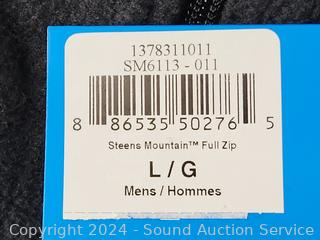 1378311011
SM6113 - 011
8 86535 50276 5
Steens Mountain™ Full Zip
L / G
Mens / Hommes
Copyright © 2024 - Sound Auction Service